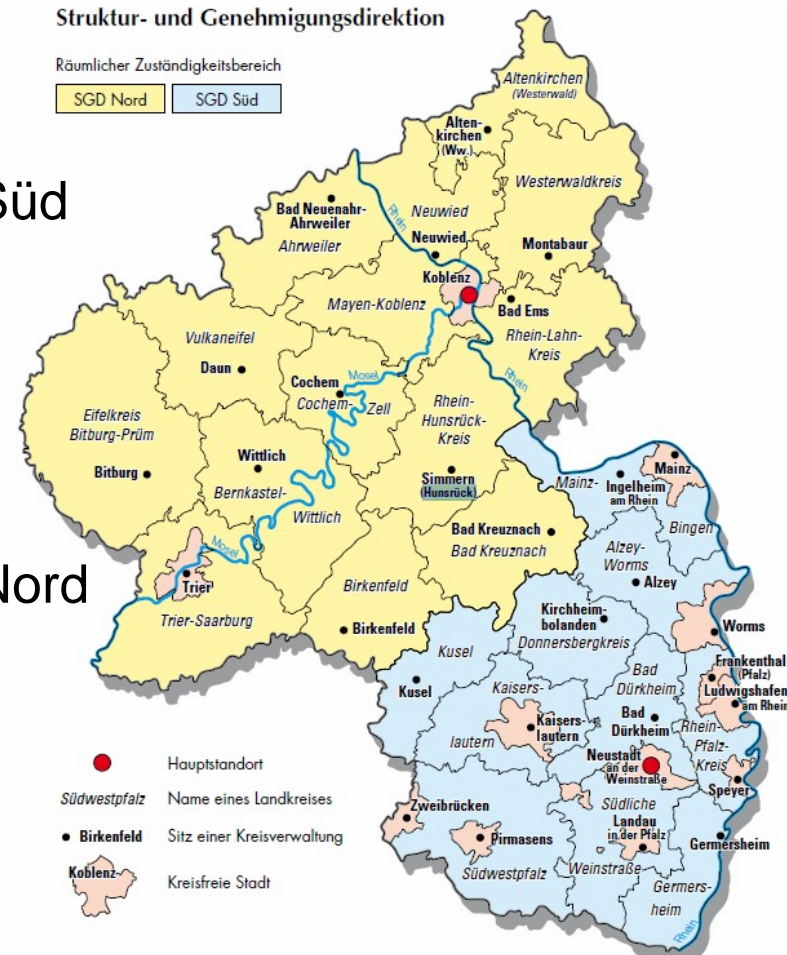 Struktur- und Genehmigungsdirektion
Räumlicher Zuständigkeitsbereich
SGD Nord
SGD Süd
Süd
Nord
Altenkirchen
(Westerwald)
Alten-
kirchen
(Ww.)
Westerwaldkreis
Bad Neuenahr-
Ahrweiler
Ahrweiler
Rhein
Neuwied
Neuwied
Montabaur
Koblenz
Mayen-Koblenz
Bad Ems
Rhein-Lahn-
Kreis
Vulkaneifel
Daun
Cochem
Mosel
Cochem-
Zell
Rhein
Rhein-
Hunsrück-
Kreis
Eifelkreis
Bitburg-Prüm
Bitburg
Wittlich
Bernkastel-
Wittlich
Simmern
(Hunsrück)
Mainz
Mainz-
Ingelheim
am Rhein
Bingen
Bad Kreuznach
Bad Kreuznach
Mosel
Trier
Trier-Saarburg
Birkenfeld
Birkenfeld
Alzey-
Worms
Alzey
Kirchheim-
bolanden
Donnersbergkreis
Worms
Kusel
Kusel
Frankenthal
(Pfalz)
Ludwigshafen
am Rhein
Bad
Dürkheim
Bad
Dürkheim
Kaisers-
lautern
Kaisers-
lautern
Rhein-
Pfalz-
Kreis
Neustadt
an der
Weinstraße
Speyer
Zweibrücken
Pirmasens
Südwestpfalz
Südliche
Weinstraße
Landau
in der Pfalz
Germersheim
Germers-
heim
Rhein
Hauptstandort
Südwestpfalz Name eines Landkreises
Birkenfeld Sitz einer Kreisverwaltung
Koblenz Kreisfreie Stadt